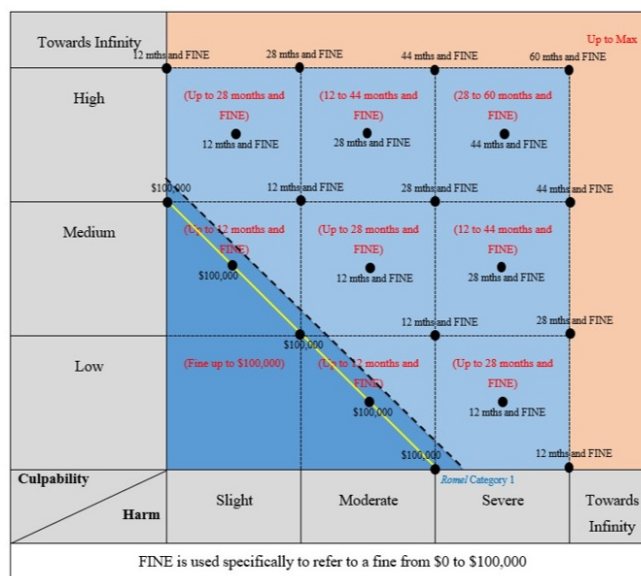 Towards Infinity
12 mths and FINE
28 mths and FINE
44 mths and FINE
60 mths and FINE
Up to Max
High
(Up to 28 months and
FINE)
12 mths and FINE
(12 to 44 months and
FINE)
28 mths and FINE
(28 to 60 months and
FINE)
44 mths and FINE
$100,000
12 mths and FINE
28 mths and FINE
44 mths and FINE
Medium
(Up to 12 months and
FINE)
$100,000
(Up to 28 months and
FINE)
12 mths and FINE
(12 to 44 months and
FINE)
28 mths and FINE
$100,000
12 mths and FINE
28 mths and FINE
Low
(Fine up to $100,000)
(Up to 12 months and
FINE)
$100,000
(Up to 28 months and
FINE)
12 mths and FINE
$100,000
12 mths and FINE
Culpability
Harm
Romel Category 1
Slight
Moderate
Severe
Towards
Infinity
FINE is used specifically to refer to a fine from $0 to $100,000